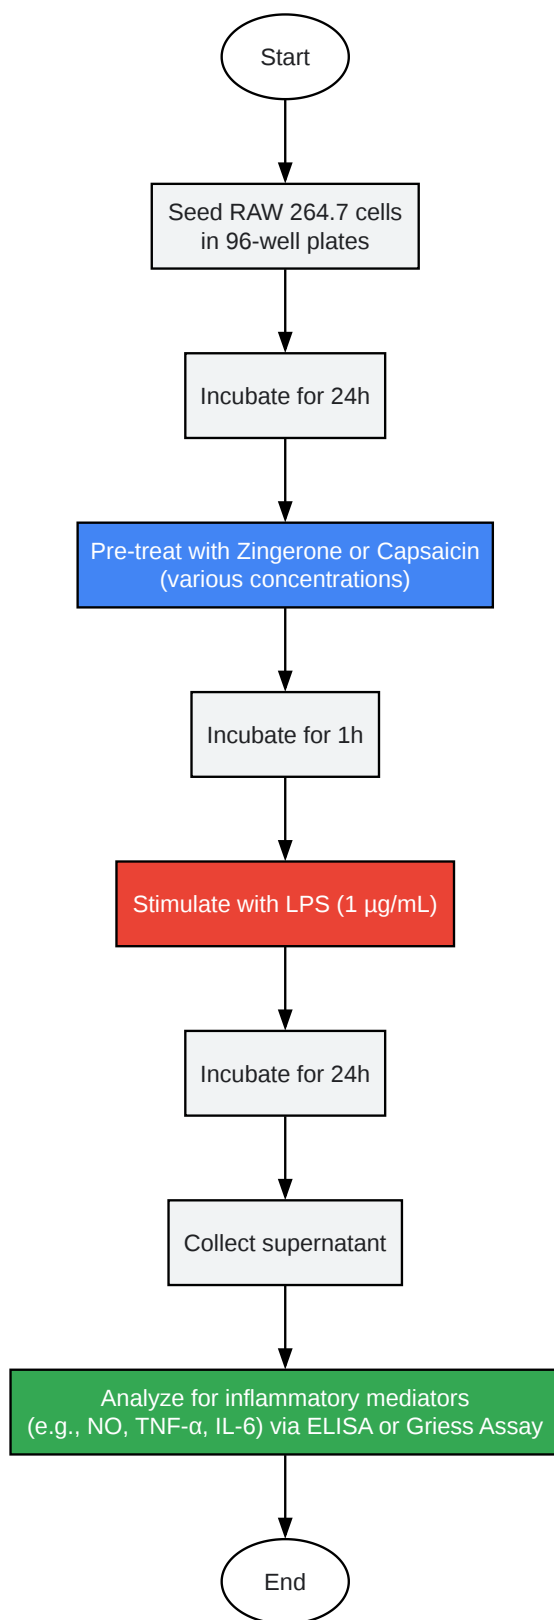 Start
Seed RAW 264.7 cells
in 96-well plates
Incubate for 24h
Pre-treat with Zingerone or Capsaicin
(various concentrations)
Incubate for 1h
Stimulate with LPS (1 µg/mL)
Incubate for 24h
Collect supernatant
Analyze for inflammatory mediators
(e.g., NO, TNF-α, IL-6) via ELISA or Griess Assay
End